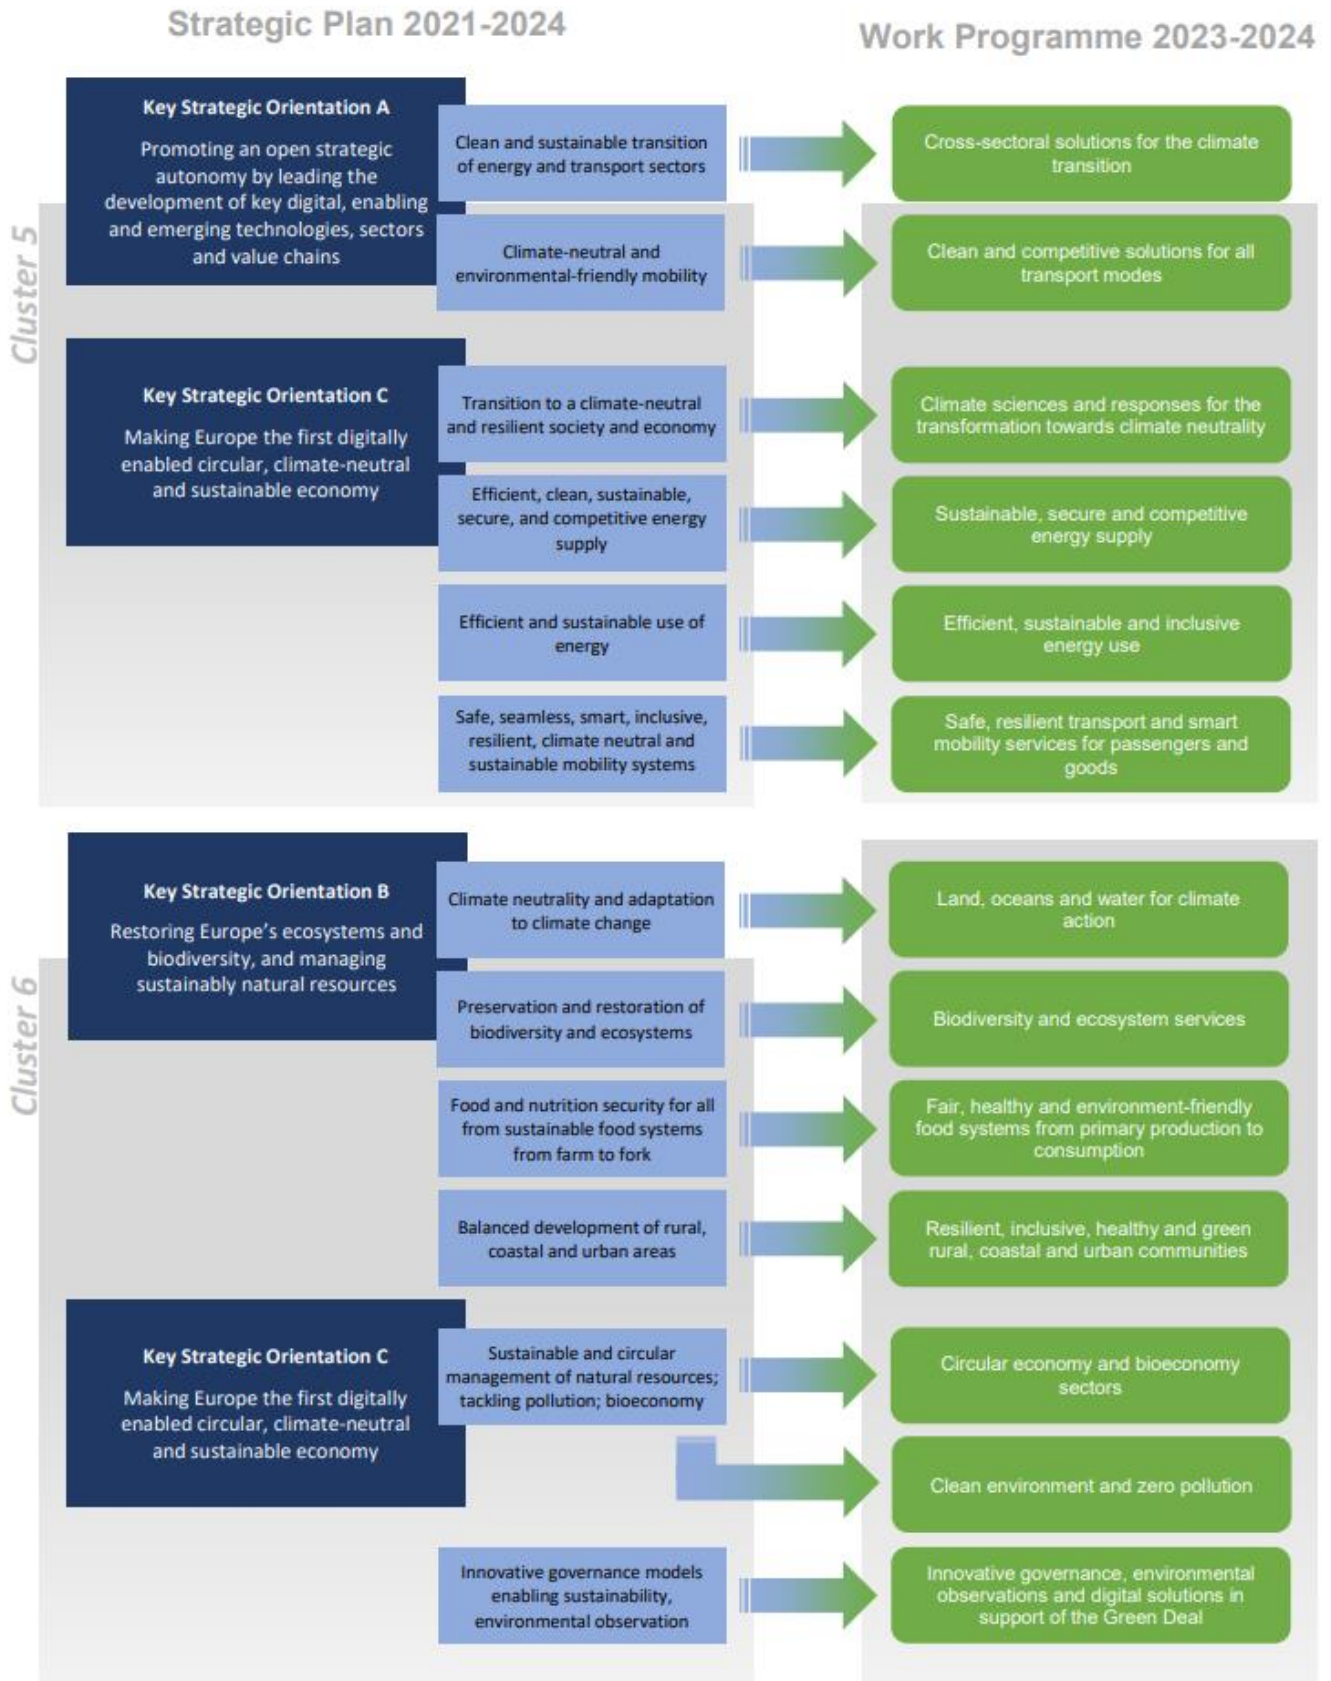 Strategic Plan 2021-2024
Work Programme 2023-2024
Cluster 5
Key Strategic Orientation A
Promoting an open strategic
autonomy by leading the
development of key digital, enabling
and emerging technologies, sectors
and value chains
Clean and sustainable transition
of energy and transport sectors
Cross-sectoral solutions for the climate
transition
Climate-neutral and
environmental-friendly mobility
Clean and competitive solutions for all
transport modes
Key Strategic Orientation C
Making Europe the first digitally
enabled circular, climate-neutral
and sustainable economy
Transition to a climate-neutral
and resilient society and economy
Climate sciences and responses for the
transformation towards climate neutrality
Efficient, clean, sustainable,
secure, and competitive energy
supply
Sustainable, secure and competitive
energy supply
Efficient and sustainable use of
energy
Efficient, sustainable and inclusive
energy use
Safe, seamless, smart, inclusive,
resilient, climate neutral and
sustainable mobility systems
Safe, resilient transport and smart
mobility services for passengers and
goods
Cluster 6
Key Strategic Orientation B
Restoring Europe’s ecosystems and
biodiversity, and managing
sustainably natural resources
Climate neutrality and adaptation
to climate change
Land, oceans and water for climate
action
Preservation and restoration of
biodiversity and ecosystems
Biodiversity and ecosystem services
Food and nutrition security for all
from sustainable food systems
from farm to fork
Fair, healthy and environment-friendly
food systems from primary production to
consumption
Balanced development of rural,
coastal and urban areas
Resilient, inclusive, healthy and green
rural, coastal and urban communities
Key Strategic Orientation C
Making Europe the first digitally
enabled circular, climate-neutral
and sustainable economy
Sustainable and circular
management of natural resources;
tackling pollution; bioeconomy
Circular economy and bioeconomy
sectors
Clean environment and zero pollution
Innovative governance models
enabling sustainability,
environmental observation
Innovative governance, environmental
observations and digital solutions in
support of the Green Deal